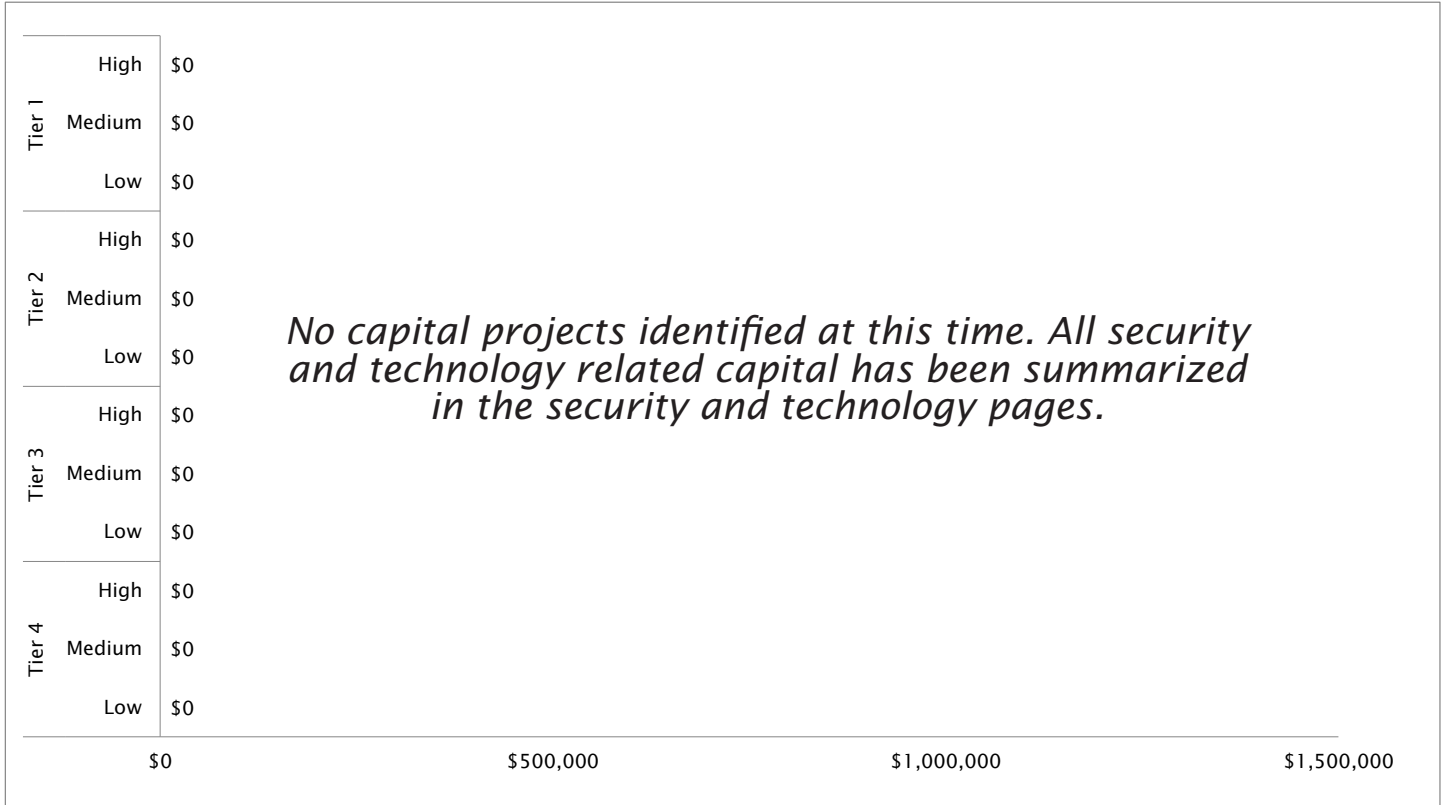 Tier 1
High $0
Medium $0
Low $0
Tier 2
High $0
Medium $0
Low $0
No capital projects identified at this time. All security
and technology related capital has been summarized
in the security and technology pages.
Tier 3
High $0
Medium $0
Low $0
Tier 4
High $0
Medium $0
Low $0
$0 $500,000 $1,000,000 $1,500,000